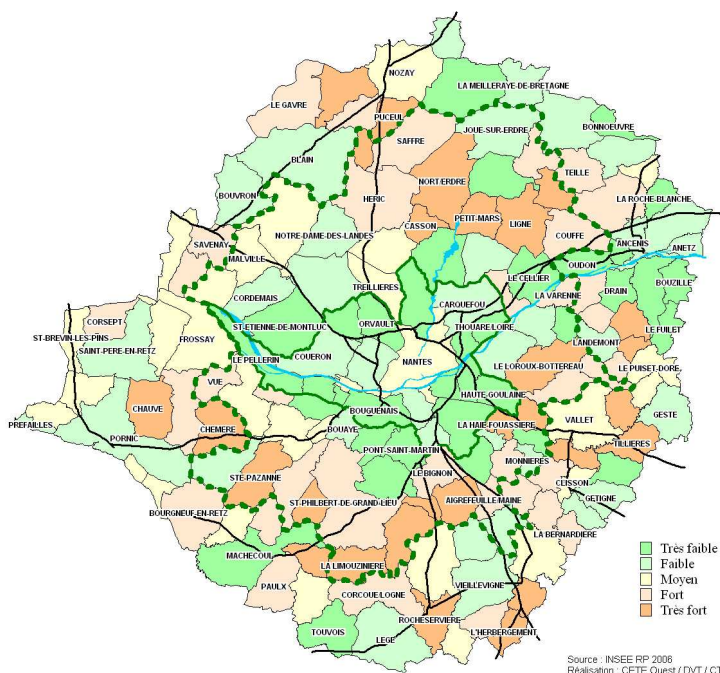 NOZAY
LA MEILLERAYE-DE-BRETAGNE
LE GAVRE
PUCEUL
JOUE-SUR-ERDRE
BONNOEUVRE
SAFFRE
BLAIN
TEILLE
NORT/ERDRE
BOUVRON
LA ROCHE-BLANCHE
HERIC
PETIT-MARS
LIGNE
CASSON
COUFFE
NOTRE-DAME-DES-LANDES
SAVENAY
ANCENIS
ANETZ
MALVILLE
OUDON
LE CELLIER
BOUZILLE
TREILLIERES
DRAIN
CORDEMAIS
LA VARENNE
CARQUEFOU
CORSEPT
ST-ETIENNE-DE-MONTLUC
ORVAULT
THOUARE/LOIRE
LE FUILET
ST-BREVIN-LES-PINS
FROSSAY
LANDEMONT
SAINT-PERE-EN-RETZ
COUERON
LE PELLERIN
NANTES
LE LOROUX-BOTTEREAU
LE PUISET-DORE
VUE
HAUTE-GOULAINE
CHAUVE
BOUGUENAIS
VALLET
GESTE
PREFAILLES
CHEMERE
LA HAIE-FOUASSIERE
BOUAYE
PORNIC
TILLIERES
PONT-SAINT-MARTIN
MONNIERES
LE BIGNON
STE-PAZANNE
CLISSON
GETIGNE
ST-PHILBERT-DE-GRAND-LIEU
AIGREFEUILLE-MAINE
BOURGNEUF-EN-RETZ
LA BERNARDIERE
MACHECOUL
LA LIMOUZINIERE
PAULX
VIEILLEVIGNE
CORCOUE/LOGNE
ROCHESERVIERE
TOUVOIS
LEGE
L'HERBERGEMENT
Très faible
Faible
Moyen
Fort
Très fort
Source : INSEE RP 2006
Réalisation : CETE Ouest / DVT / CT